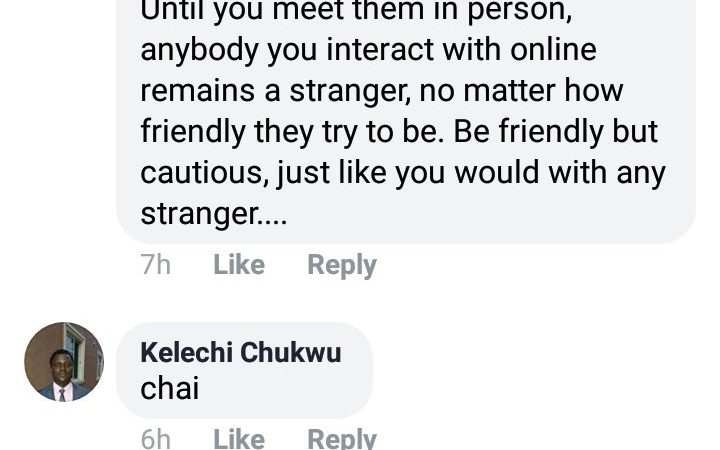 Until you meet them in person,
anybody you interact with online
remains a stranger, no matter how
friendly they try to be. Be friendly but
cautious, just like you would with any
stranger....
7h Like Reply
Kelechi Chukwu
chai
6h Like Reply